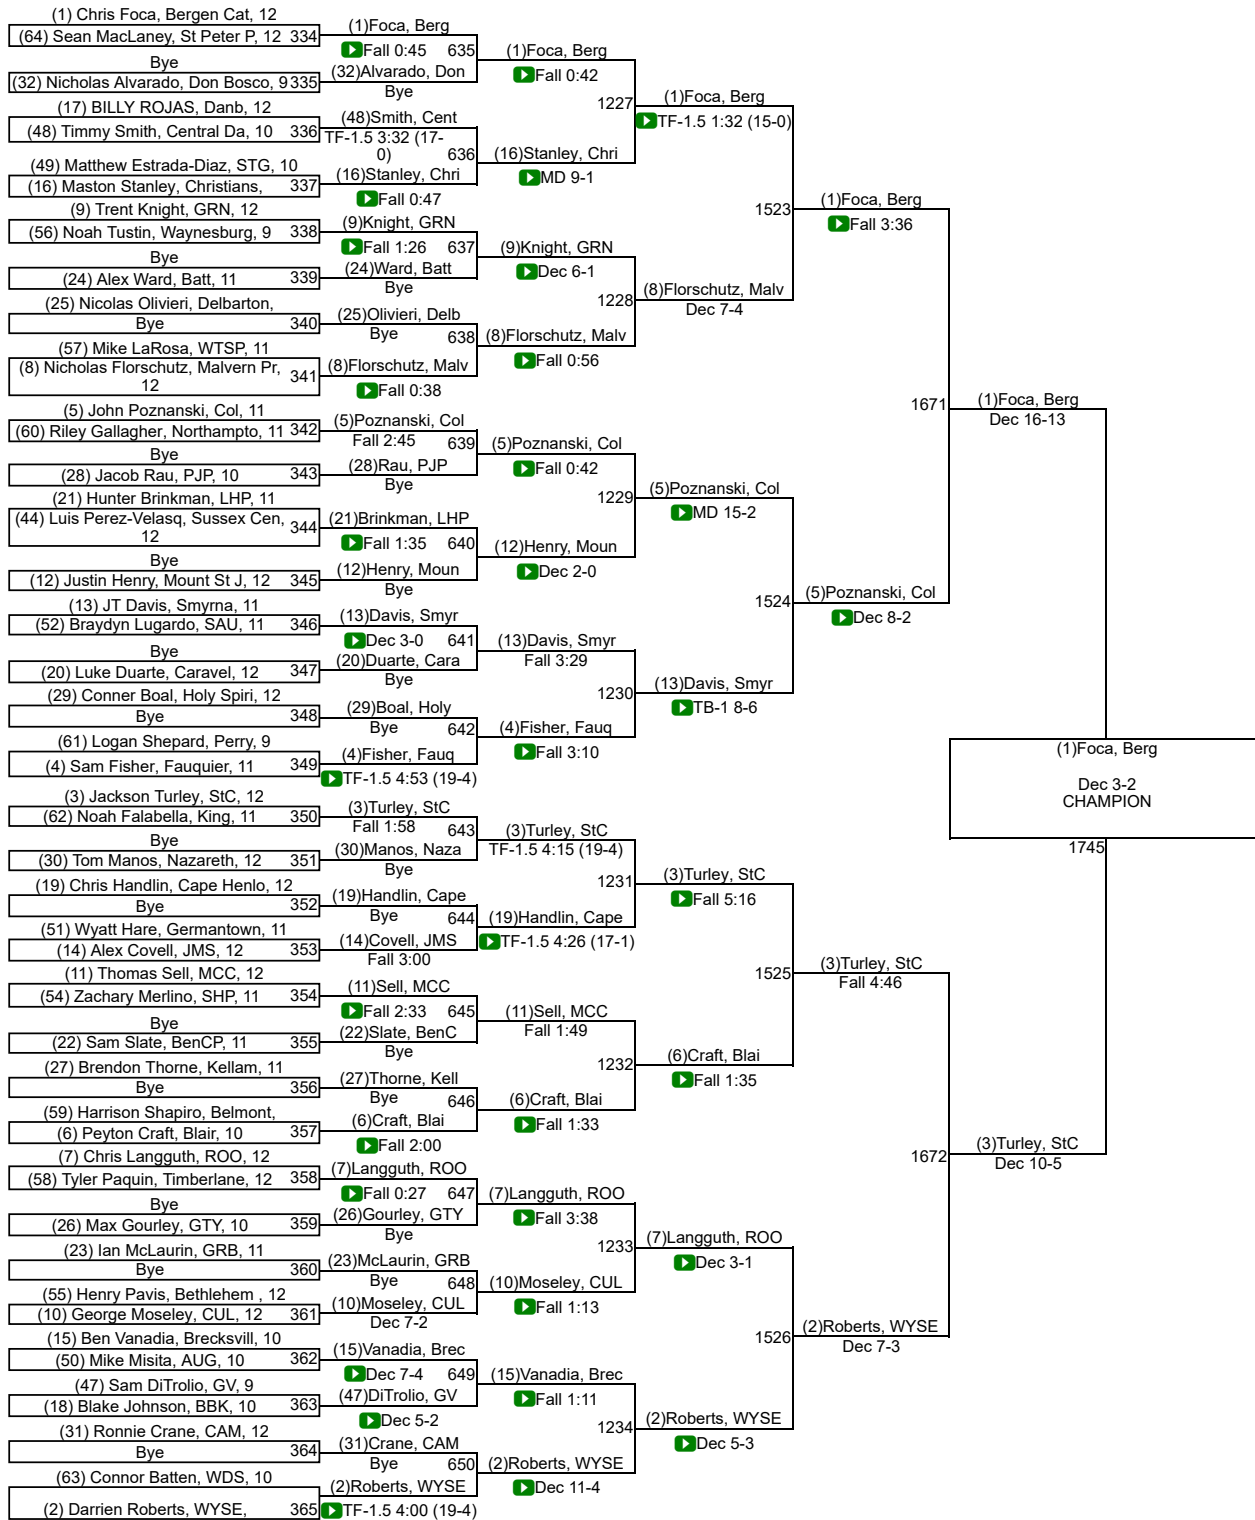 (1) Chris Foca, Bergen Cat, 12
(64) Sean MacLaney, St Peter P, 12 334
Bye
(32) Nicholas Alvarado, Don Bosco, 9 335
(17) BILLY ROJAS, Danb, 12
(48) Timmy Smith, Central Da, 10 336
(49) Matthew Estrada-Diaz, STG, 10
(16) Maston Stanley, Christians, 337
(9) Trent Knight, GRN, 12
(56) Noah Tustin, Waynesburg, 9 338
Bye
(24) Alex Ward, Batt, 11 339
(25) Nicolas Olivieri, Delbarton,
Bye 340
(57) Mike LaRosa, WTSP, 11
(8) Nicholas Florschutz, Malvern Pr,
12 341
(5) John Poznanski, Col, 11
(60) Riley Gallagher, Northampto, 11 342
Bye
(28) Jacob Rau, PJP, 10 343
(21) Hunter Brinkman, LHP, 11
(44) Luis Perez-Velasq, Sussex Cen,
12 344
Bye
(12) Justin Henry, Mount St J, 12 345
(13) JT Davis, Smyrna, 11
(52) Braydyn Lugardo, SAU, 11 346
Bye
(20) Luke Duarte, Caravel, 12 347
(29) Conner Boal, Holy Spiri, 12
Bye 348
(61) Logan Shepard, Perry, 9
(4) Sam Fisher, Fauquier, 11 349
(3) Jackson Turley, StC, 12
(62) Noah Falabella, King, 11 350
Bye
(30) Tom Manos, Nazareth, 12 351
(19) Chris Handlin, Cape Henlo, 12
Bye 352
(51) Wyatt Hare, Germantown, 11
(14) Alex Covell, JMS, 12 353
(11) Thomas Sell, MCC, 12
(54) Zachary Merlino, SHP, 11 354
Bye
(22) Sam Slate, BenCP, 11 355
(27) Brendon Thorne, Kellam, 11
Bye 356
(59) Harrison Shapiro, Belmont,
(6) Peyton Craft, Blair, 10 357
(7) Chris Langguth, ROO, 12
(58) Tyler Paquin, Timberlane, 12 358
Bye
(26) Max Gourley, GTY, 10 359
(23) Ian McLaurin, GRB, 11
Bye 360
(55) Henry Pavis, Bethlehem , 12
(10) George Moseley, CUL, 12 361
(15) Ben Vanadia, Brecksvill, 10
(50) Mike Misita, AUG, 10 362
(47) Sam DiTrolio, GV, 9
(18) Blake Johnson, BBK, 10 363
(31) Ronnie Crane, CAM, 12
Bye 364
(63) Connor Batten, WDS, 10
(2) Darrien Roberts, WYSE, 365
(1)Foca, Berg
Fall 0:45 635
(32)Alvarado, Don
Bye
(48)Smith, Cent
TF-1.5 3:32 (17-
0) 636
(16)Stanley, Chri
Fall 0:47
(9)Knight, GRN
Fall 1:26 637
(24)Ward, Batt
Bye
(25)Olivieri, Delb
Bye 638
(8)Florschutz, Malv
Fall 0:38
(5)Poznanski, Col
Fall 2:45 639
(28)Rau, PJP
Bye
(21)Brinkman, LHP
Fall 1:35 640
(12)Henry, Moun
Bye
(13)Davis, Smyr
Dec 3-0 641
(20)Duarte, Cara
Bye
(29)Boal, Holy
Bye 642
(4)Fisher, Fauq
TF-1.5 4:53 (19-4)
(3)Turley, StC
Fall 1:58 643
(30)Manos, Naza
Bye
(19)Handlin, Cape
Bye 644
(14)Covell, JMS
Fall 3:00
(11)Sell, MCC
Fall 2:33 645
(22)Slate, BenC
Bye
(27)Thorne, Kell
Bye 646
(6)Craft, Blai
Fall 2:00
(7)Langguth, ROO
Fall 0:27 647
(26)Gourley, GTY
Bye
(23)McLaurin, GRB
Bye 648
(10)Moseley, CUL
Dec 7-2
(15)Vanadia, Brec
Dec 7-4 649
(47)DiTrolio, GV
Dec 5-2
(31)Crane, CAM
Bye 650
(2)Roberts, WYSE
TF-1.5 4:00 (19-4)
(1)Foca, Berg
Fall 0:42
1227
(16)Stanley, Chri
MD 9-1
(9)Knight, GRN
Dec 6-1
1228
(8)Florschutz, Malv
Fall 0:56
(5)Poznanski, Col
Fall 0:42
1229
(12)Henry, Moun
Dec 2-0
(13)Davis, Smyr
Fall 3:29
1230
(4)Fisher, Fauq
Fall 3:10
(3)Turley, StC
TF-1.5 4:15 (19-4)
1231
(19)Handlin, Cape
TF-1.5 4:26 (17-1)
(11)Sell, MCC
Fall 1:49
1232
(6)Craft, Blai
Fall 1:33
(7)Langguth, ROO
Fall 3:38
1233
(10)Moseley, CUL
Fall 1:13
(15)Vanadia, Brec
Fall 1:11
1234
(2)Roberts, WYSE
Dec 11-4
(1)Foca, Berg
TF-1.5 1:32 (15-0)
1523
(8)Florschutz, Malv
Dec 7-4
(5)Poznanski, Col
MD 15-2
1524
(13)Davis, Smyr
TB-1 8-6
(3)Turley, StC
Fall 5:16
1525
(6)Craft, Blai
Fall 1:35
(7)Langguth, ROO
Dec 3-1
1526
(2)Roberts, WYSE
Dec 5-3
(1)Foca, Berg
Fall 3:36
1671
(5)Poznanski, Col
Dec 8-2
(3)Turley, StC
Fall 4:46
1672
(2)Roberts, WYSE
Dec 7-3
(1)Foca, Berg
Dec 16-13
(3)Turley, StC
Dec 10-5
(1)Foca, Berg
Dec 3-2
CHAMPION
1745